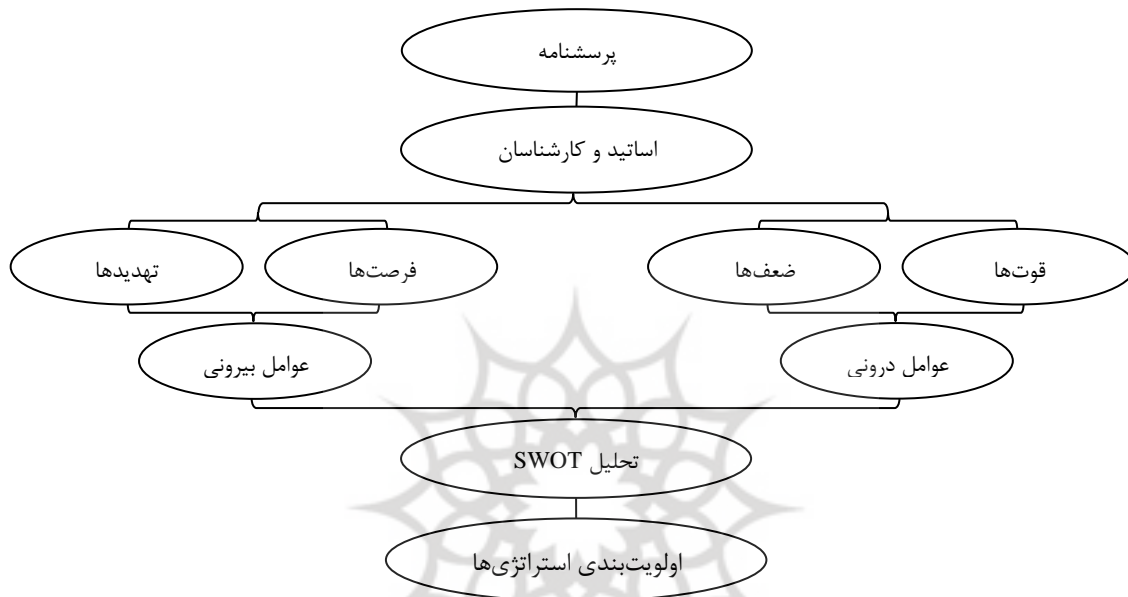 پرسشنامه
اساتید و کارشناسان
قوت‌ها
ضعف‌ها
فرصت‌ها
تهدیدها
عوامل درونی
عوامل بیرونی
تحلیل SWOT
اولویت‌بندی استراتژی‌ها